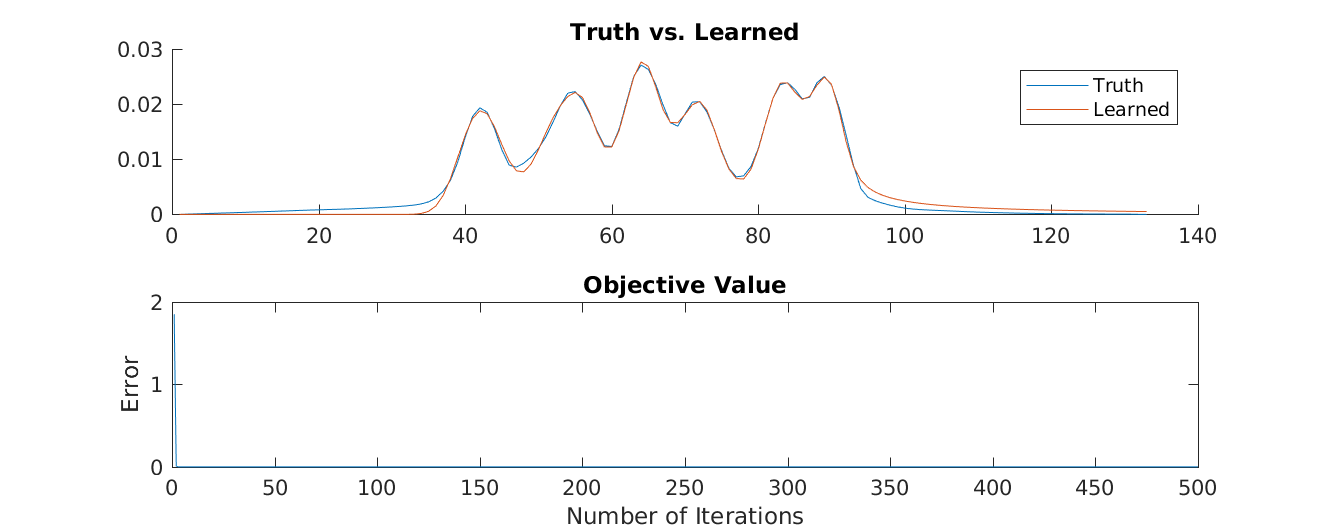 Truth vs. Learned
0.03
0.02
0.01
0
Truth
Learned
0 20 40 60 80 100 120 140
Objective Value
2
1
0
Error
0 50 100 150 200 250 300 350 400 450 500
Number of Iterations